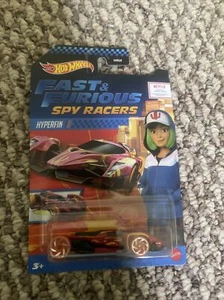 Hot Wheels
FAST & FURIOUS
SPY RACERS
HYPERFIN
NETFLIX
3+